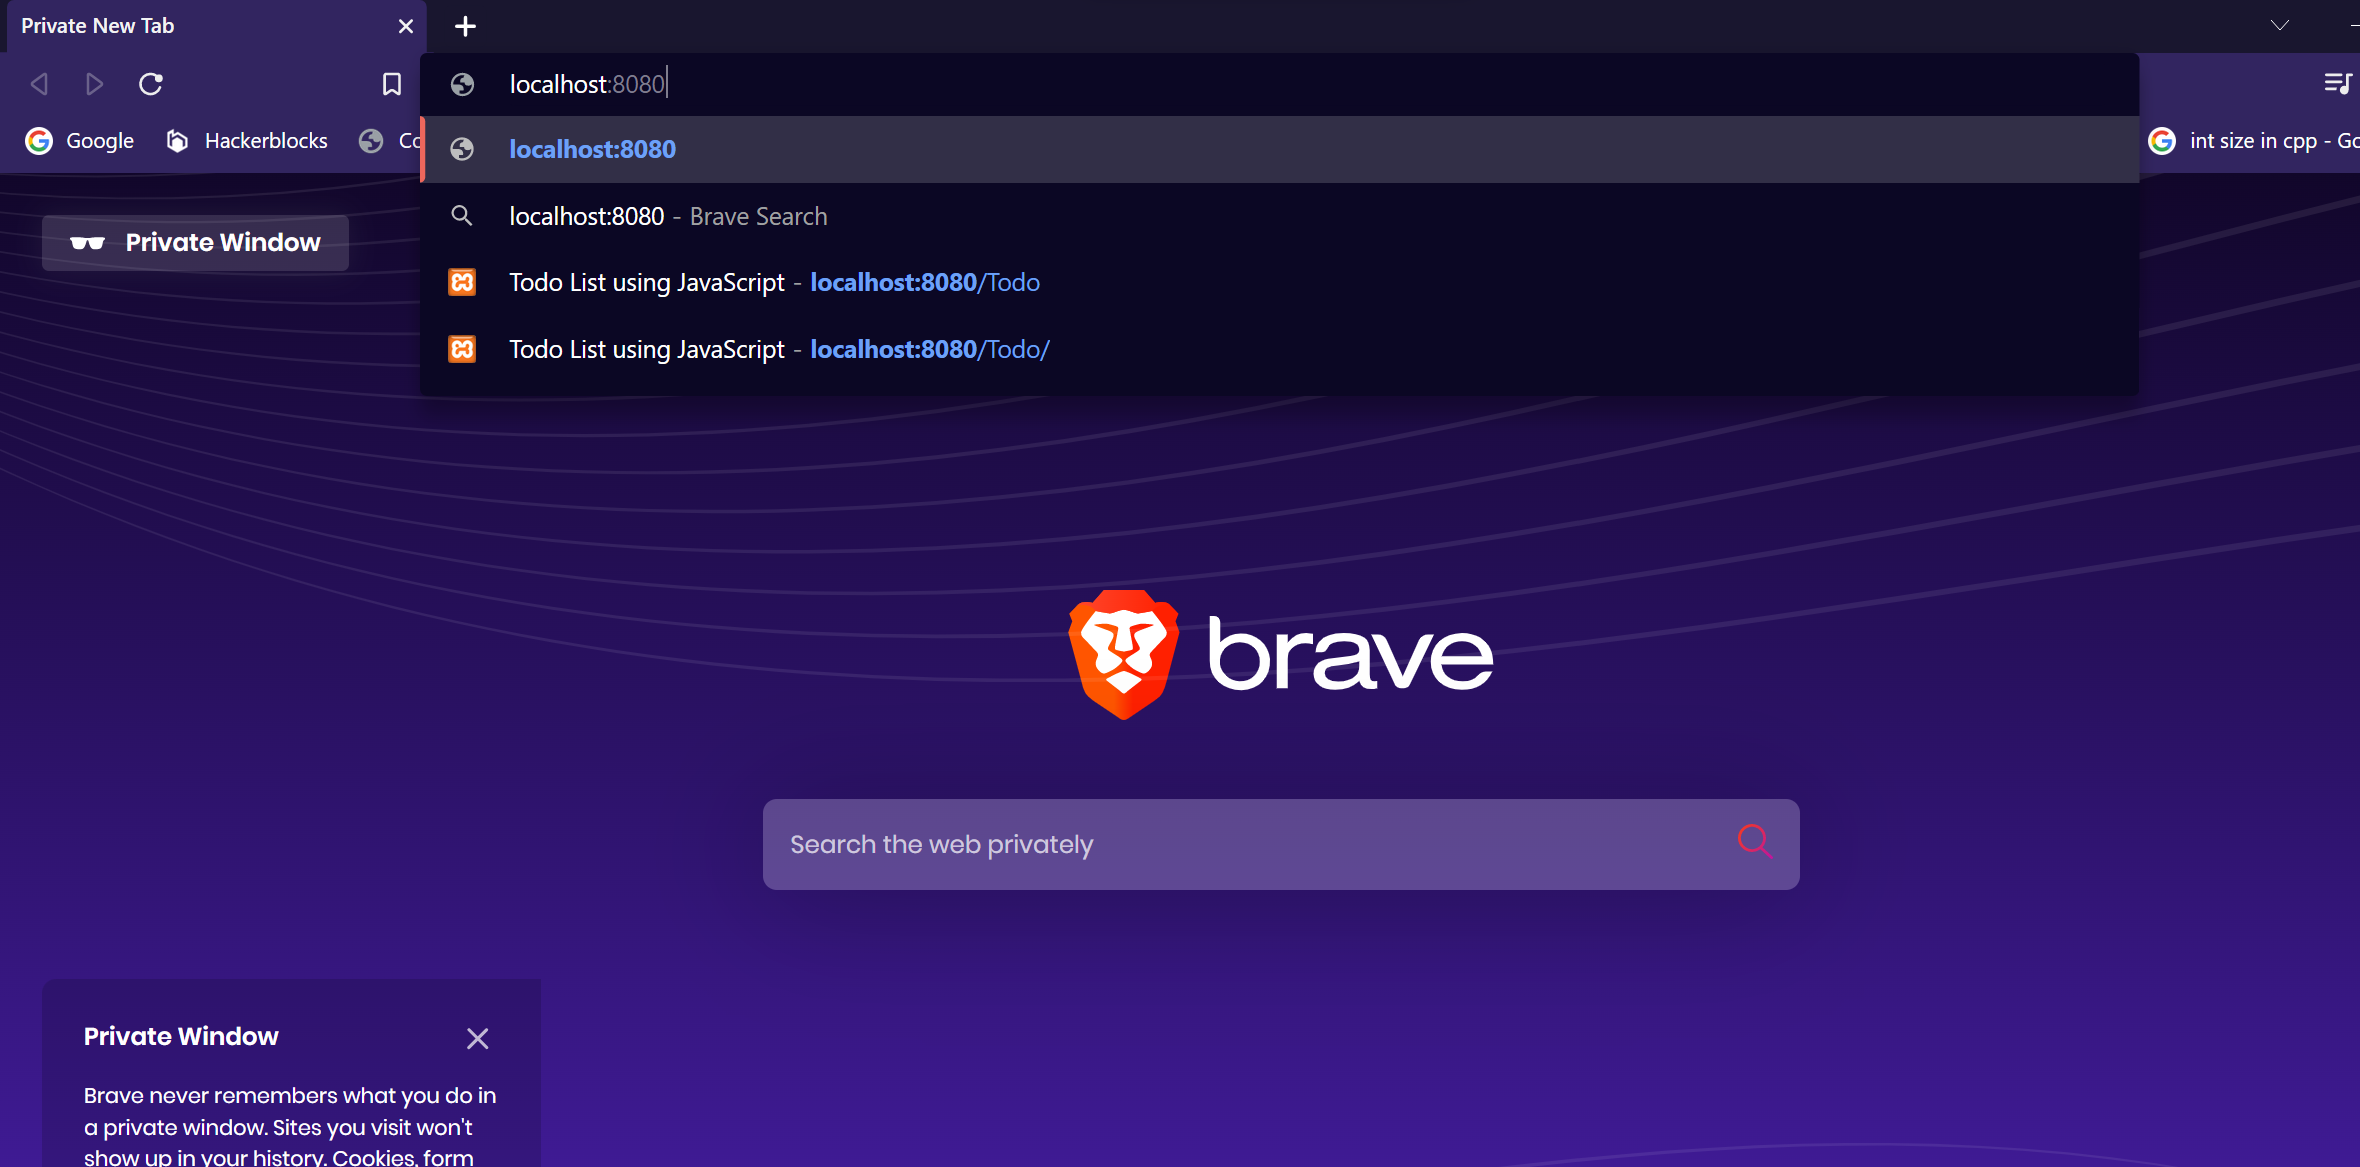 Private New Tab
localhost:8080
Google Hackerblocks Co
int size in cpp - Go
localhost:8080
localhost:8080 - Brave Search
Private Window
Todo List using JavaScript - localhost:8080/Todo
Todo List using JavaScript - localhost:8080/Todo/
brave
Search the web privately
Private Window
Brave never remembers what you do in
a private window. Sites you visit won't
show up in your history. Cookies, form